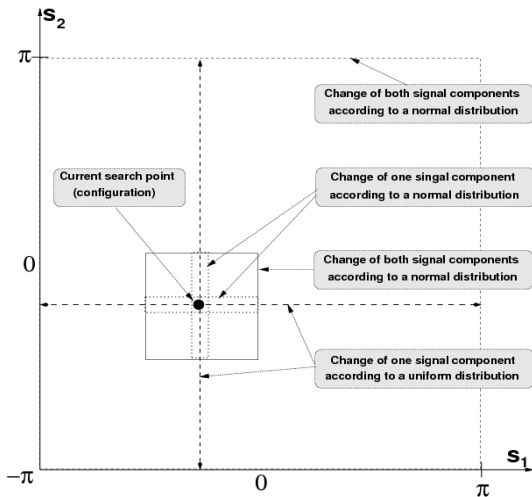 s2
π
Change of both signal components
according to a normal distribution
Current search point
(configuration)
Change of one singal component
according to a normal distribution
0
Change of both signal components
according to a normal distribution
Change of one signal component
according to a uniform distribution
−π
0
π
s1